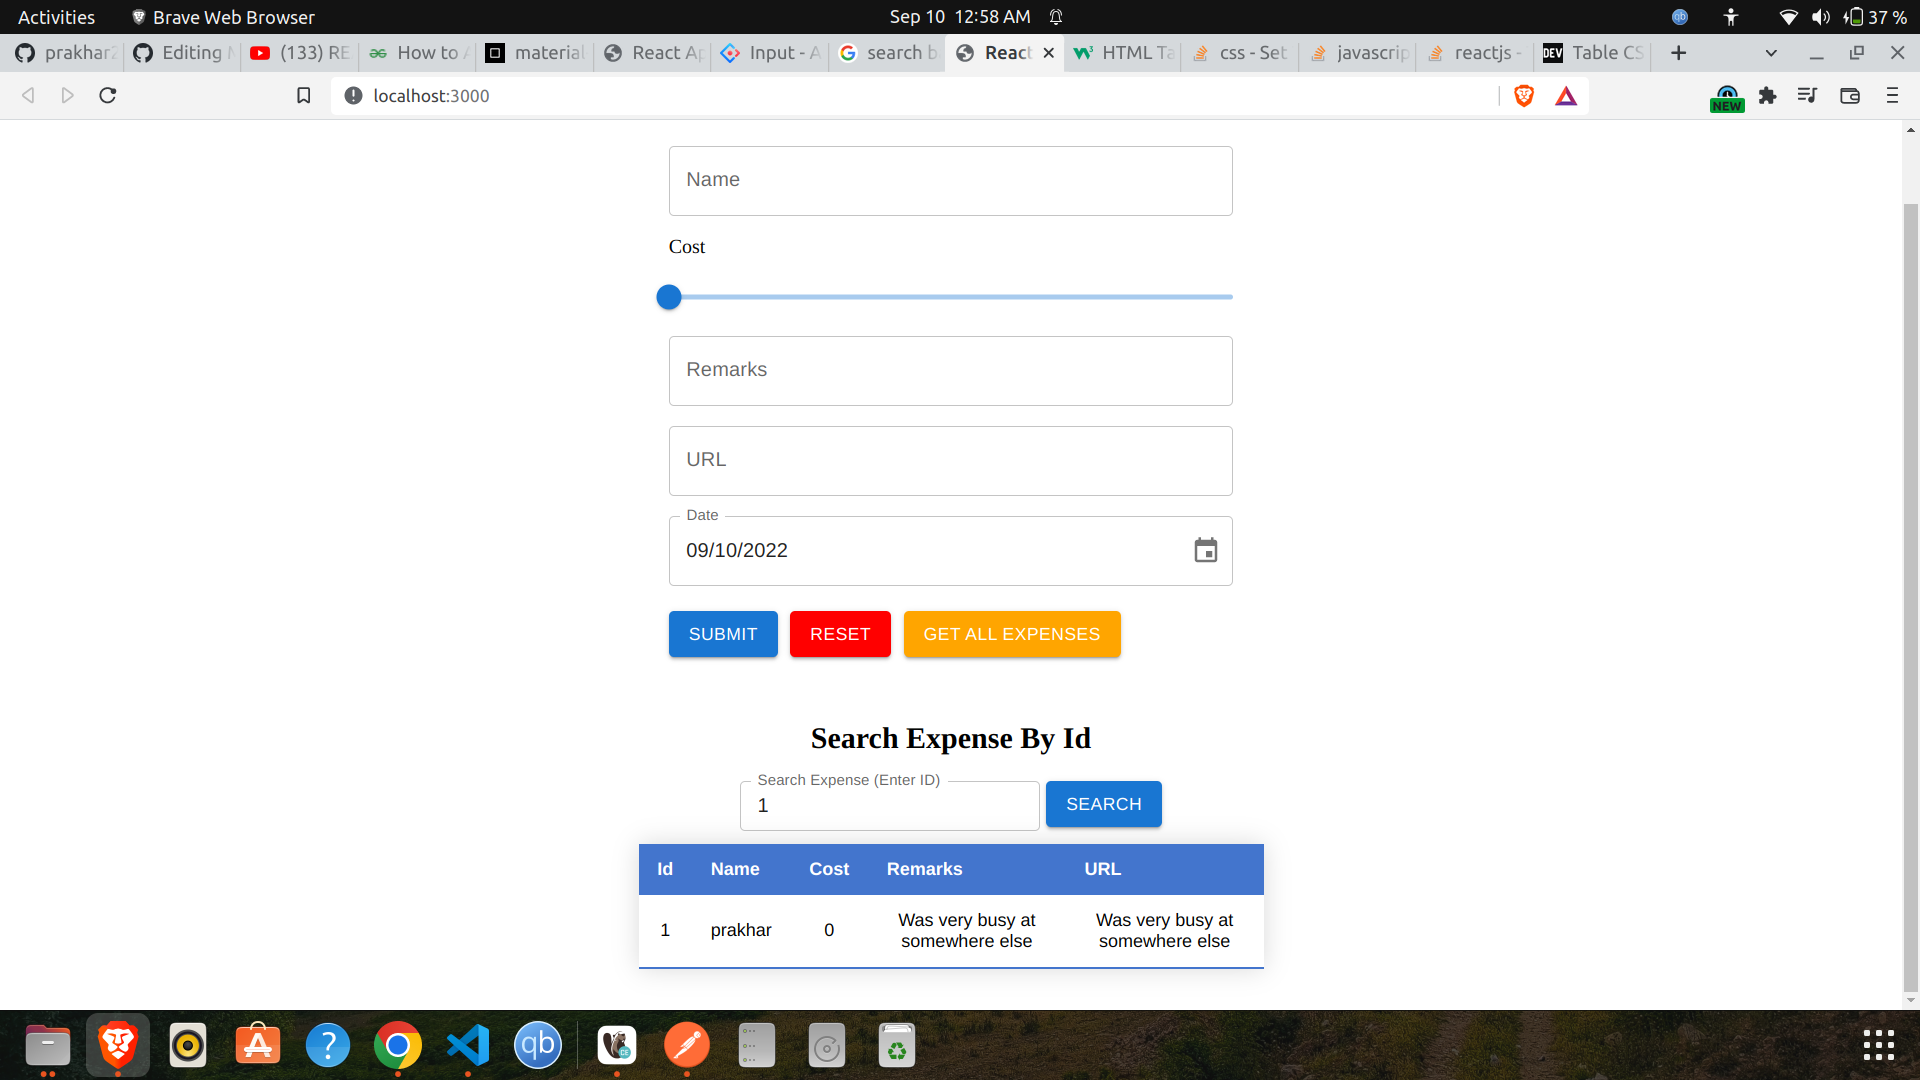 Activities
Brave Web Browser
Sep 10 12:58 AM
qb
37 %
prakhar2
Editing
(133) RE
How to
material
React Ap
Input - A
search b
React
HTML Ta
css - Set
javascrip
reactjs -
DEV
Table CS
localhost:3000
NEW
Name
Cost
Remarks
URL
Date
09/10/2022
SUBMIT
RESET
GET ALL EXPENSES
Search Expense By Id
Search Expense (Enter ID)
1
SEARCH
Id Name Cost Remarks URL
1 prakhar 0 Was very busy at somewhere else Was very busy at somewhere else
?
qb
CE